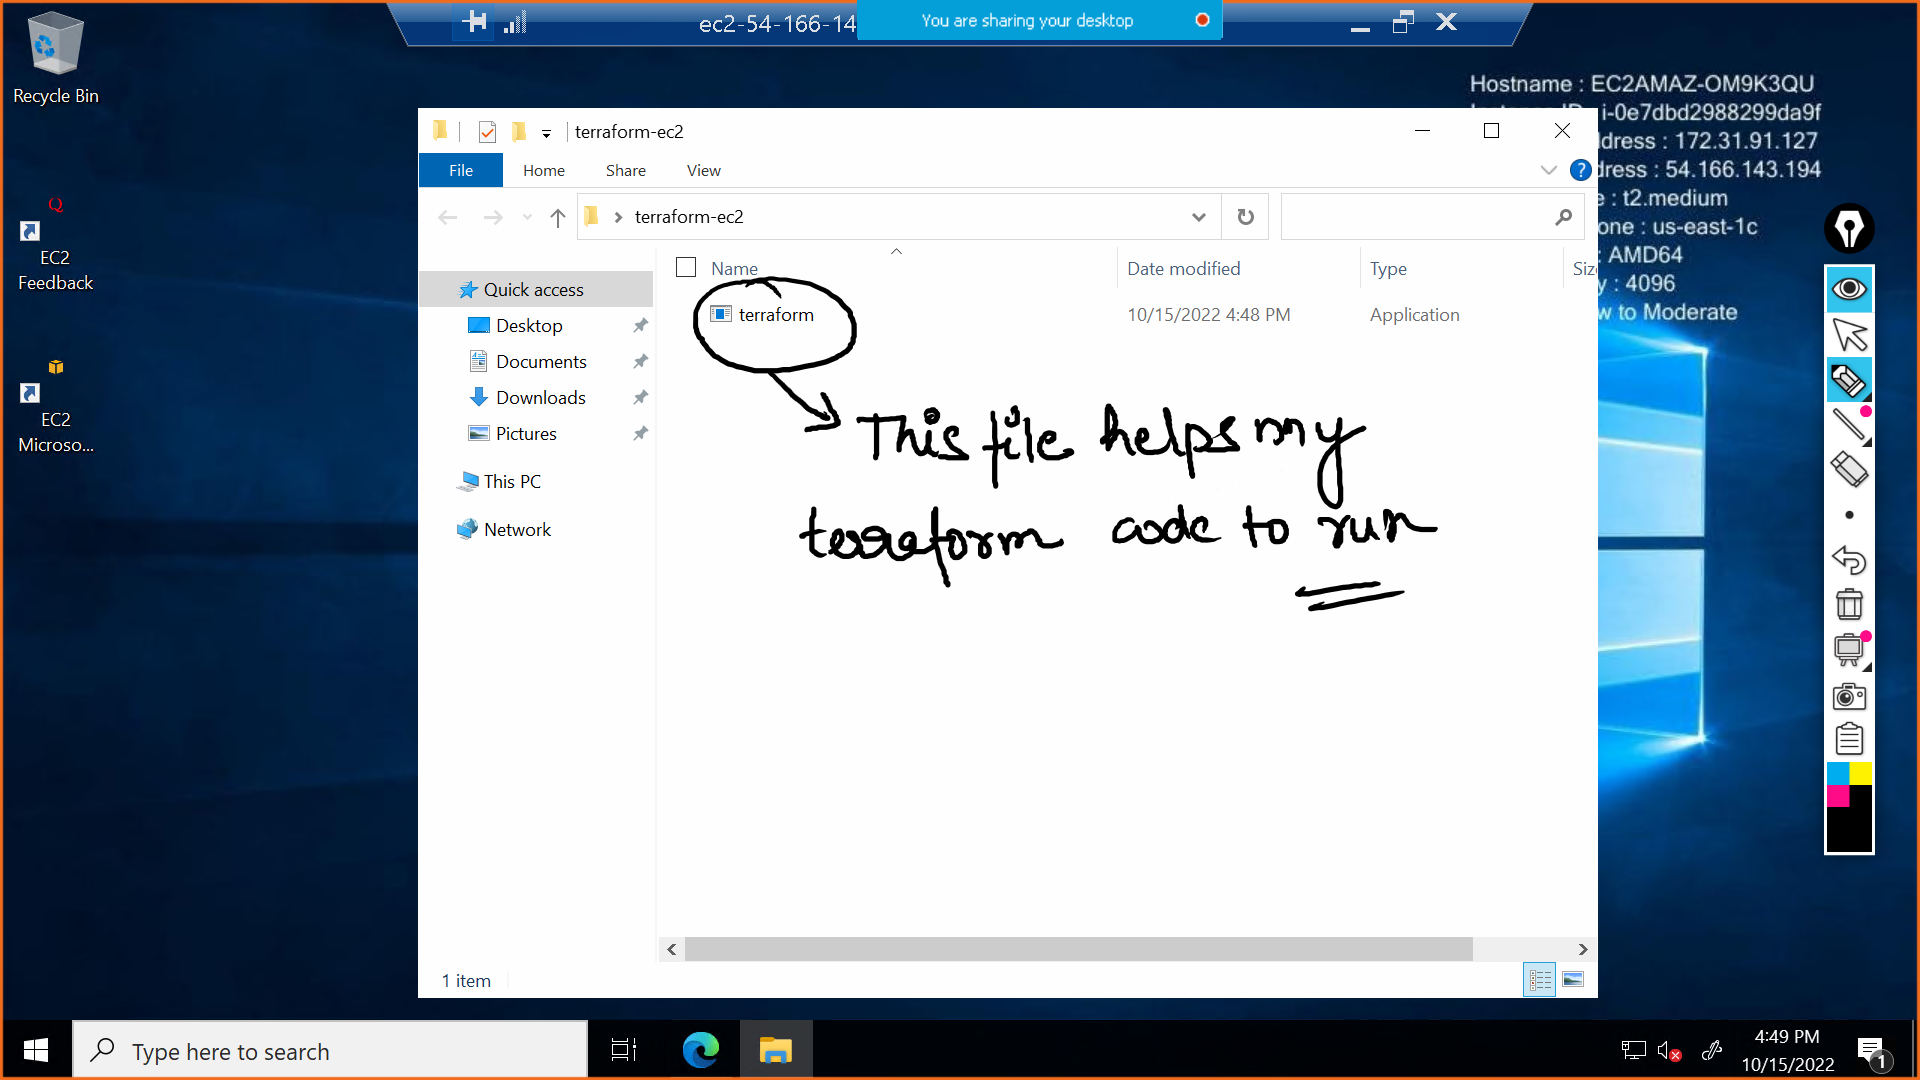 ec2-54-166-14
You are sharing your desktop
Recycle Bin
Hostname : EC2AMAZ-OM9K3QU
i-0e7dbd2988299da9f
ddress : 172.31.91.127
dress : 54.166.143.194
e : t2.medium
one : us-east-1c
: AMD64
y : 4096
w to Moderate
terraform-ec2
File Home Share View
?
terraform-ec2
Name Date modified Type Siz
terraform 10/15/2022 4:48 PM Application
Quick access
Desktop
Documents
Downloads
Pictures
This PC
Network
This file helps my
terraform code to run
Q
EC2
Feedback
EC2
Microso...
1 item
Type here to search
4:49 PM
10/15/2022
1